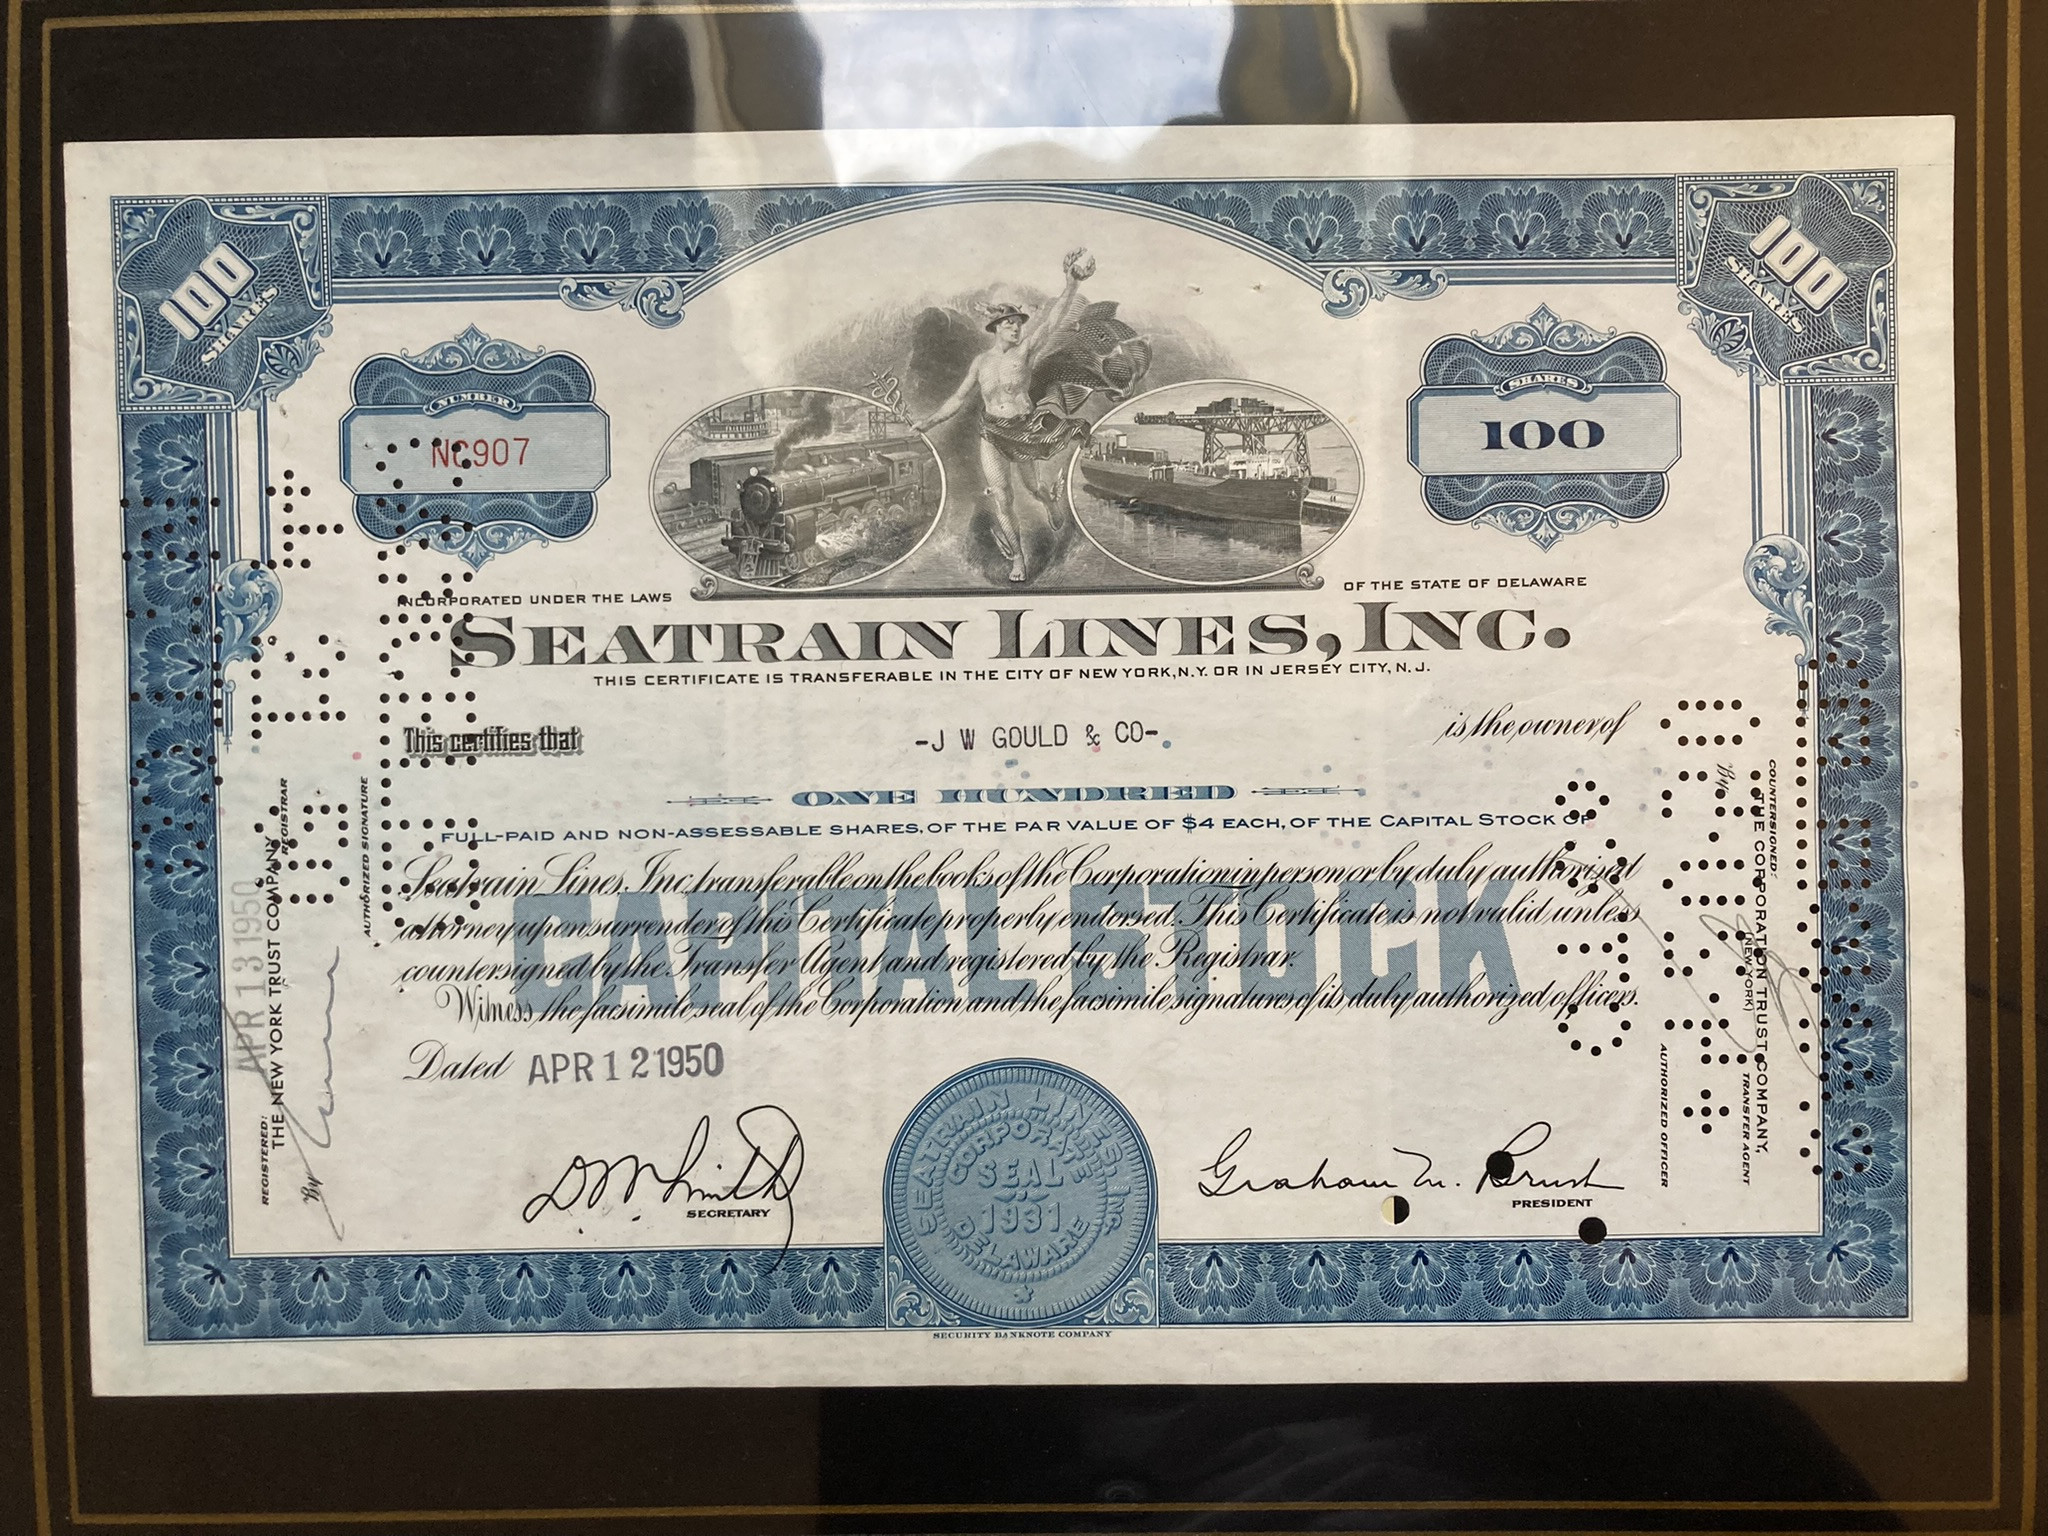 100
SHARES
100
SHARES
NUMBER
NC907
SHARES
100
INCORPORATED UNDER THE LAWS
OF THE STATE OF DELAWARE
SEATRAIN LINES, INC.
THIS CERTIFICATE IS TRANSFERABLE IN THE CITY OF NEW YORK, N.Y. OR IN JERSEY CITY, N.J.
This certifies that
-J W GOULD & CO-
is the owner of
ONE HUNDRED
FULL-PAID AND NON-ASSESSABLE SHARES, OF THE PAR VALUE OF $4 EACH, OF THE CAPITAL STOCK OF
Seatrain Lines, Inc., transferable on the books of the Corporation in person or by duly authorized
attorney upon surrender of this Certificate properly endorsed. This Certificate is not valid unless
countersigned by the Transfer Agent and registered by the Registrar.
Witness the facsimile seal of the Corporation and the facsimile signatures of its duly authorized officers.
CAPITAL STOCK
Dated APR 12 1950
D M Smith
SECRETARY
SEATRAIN LINES, INC.
CORPORATE
SEAL
1931
DELAWARE
Graham M. Brush
PRESIDENT
SECURITY BANKNOTE COMPANY
APR 13 1950
REGISTERED:
THE NEW YORK TRUST COMPANY,
REGISTRAR
By
AUTHORIZED SIGNATURE
COUNTERSIGNED:
THE CORPORATION TRUST COMPANY,
(NEW YORK)
TRANSFER AGENT
By
AUTHORIZED OFFICER